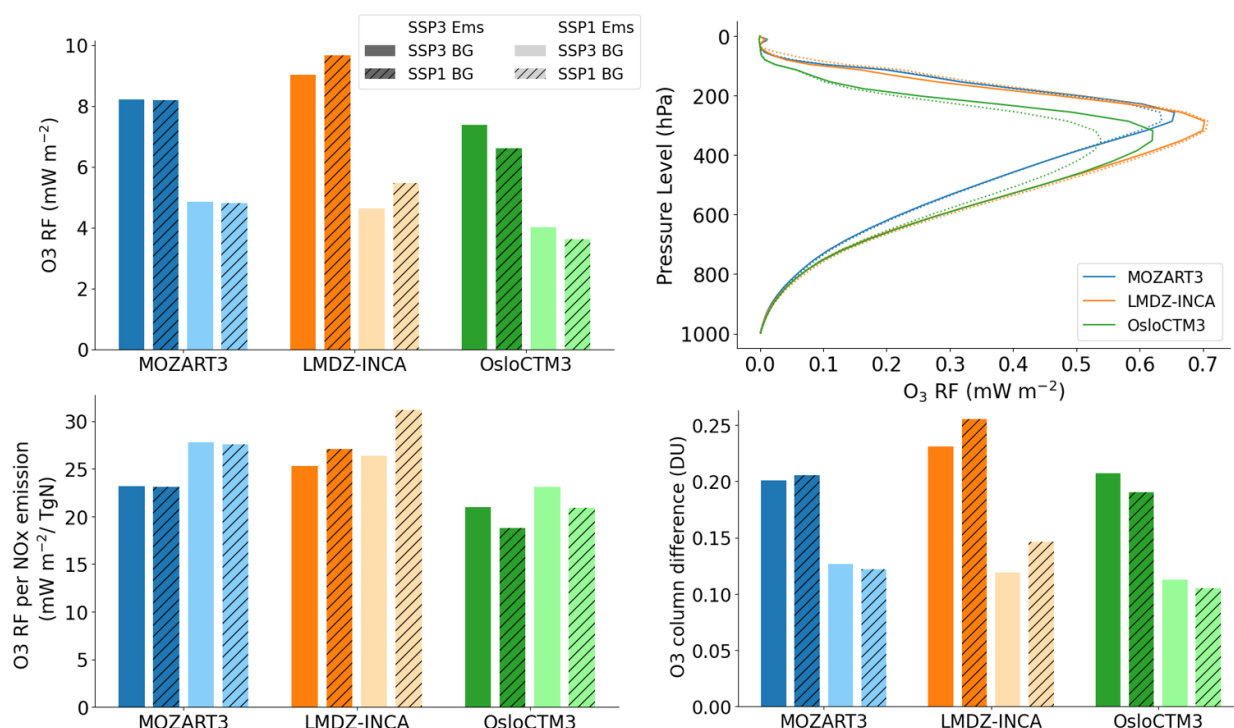 SSP3 Ems SSP1 Ems
SSP3 BG SSP3 BG
SSP1 BG SSP1 BG
10
8
6
4
2
0
O3 RF (mW m−2)
MOZART3 LMDZ-INCA OsloCTM3
0
200
400
600
800
1000
Pressure Level (hPa)
MOZART3
LMDZ-INCA
OsloCTM3
0.0 0.1 0.2 0.3 0.4 0.5 0.6 0.7
O3 RF (mW m−2)
30
25
20
15
10
5
0
O3 RF per NOx emission
(mW m−2/ TgN)
MOZART3 LMDZ-INCA OsloCTM3
0.25
0.20
0.15
0.10
0.05
0.00
O3 column difference (DU)
MOZART3 LMDZ-INCA OsloCTM3